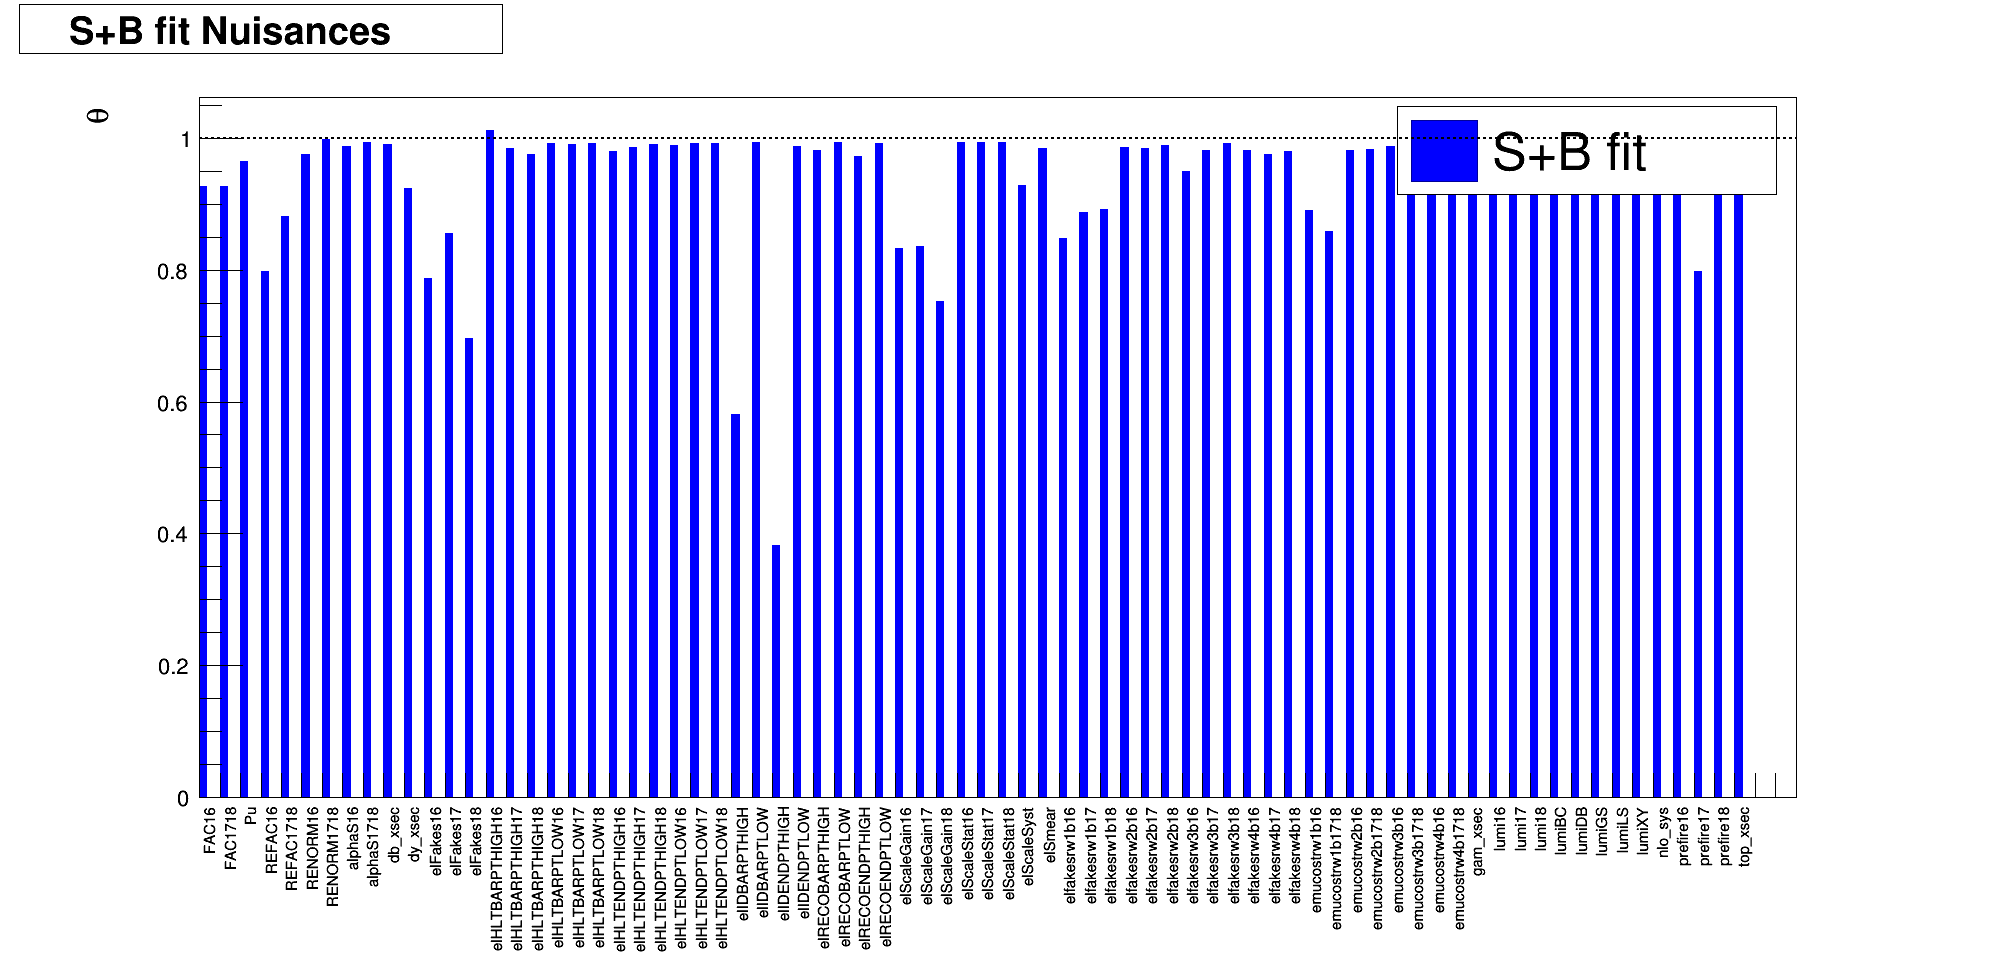 S+B fit Nuisances
θ
S+B fit
1
0.8
0.6
0.4
0.2
0
FAC16
FAC1718
Pu
REFAC16
REFAC1718
RENORM16
RENORM1718
alphaS16
alphaS1718
db_xsec
dy_xsec
elFakes16
elFakes17
elFakes18
elHLTBARPTHIGH16
elHLTBARPTHIGH17
elHLTBARPTHIGH18
elHLTBARPTLOW16
elHLTBARPTLOW17
elHLTBARPTLOW18
elHLTENDPTHIGH16
elHLTENDPTHIGH17
elHLTENDPTHIGH18
elHLTENDPTLOW16
elHLTENDPTLOW17
elHLTENDPTLOW18
elIDBARPTHIGH
elIDBARPTLOW
elIDENDPTHIGH
elIDENDPTLOW
elRECOBARPTHIGH
elRECOBARPTLOW
elRECOENDPTHIGH
elRECOENDPTLOW
elScaleGain16
elScaleGain17
elScaleGain18
elScaleStat16
elScaleStat17
elScaleStat18
elScaleSyst
elSmear
elfakesrw1b16
elfakesrw1b17
elfakesrw1b18
elfakesrw2b16
elfakesrw2b17
elfakesrw2b18
elfakesrw3b16
elfakesrw3b17
elfakesrw3b18
elfakesrw4b16
elfakesrw4b17
elfakesrw4b18
emucostrw1b16
emucostrw1b1718
emucostrw2b16
emucostrw2b1718
emucostrw3b16
emucostrw3b1718
emucostrw4b16
emucostrw4b1718
gam_xsec
lumi16
lumi17
lumi18
lumiBC
lumiDB
lumiGS
lumiLS
lumiXY
nlo_sys
prefire16
prefire17
prefire18
top_xsec